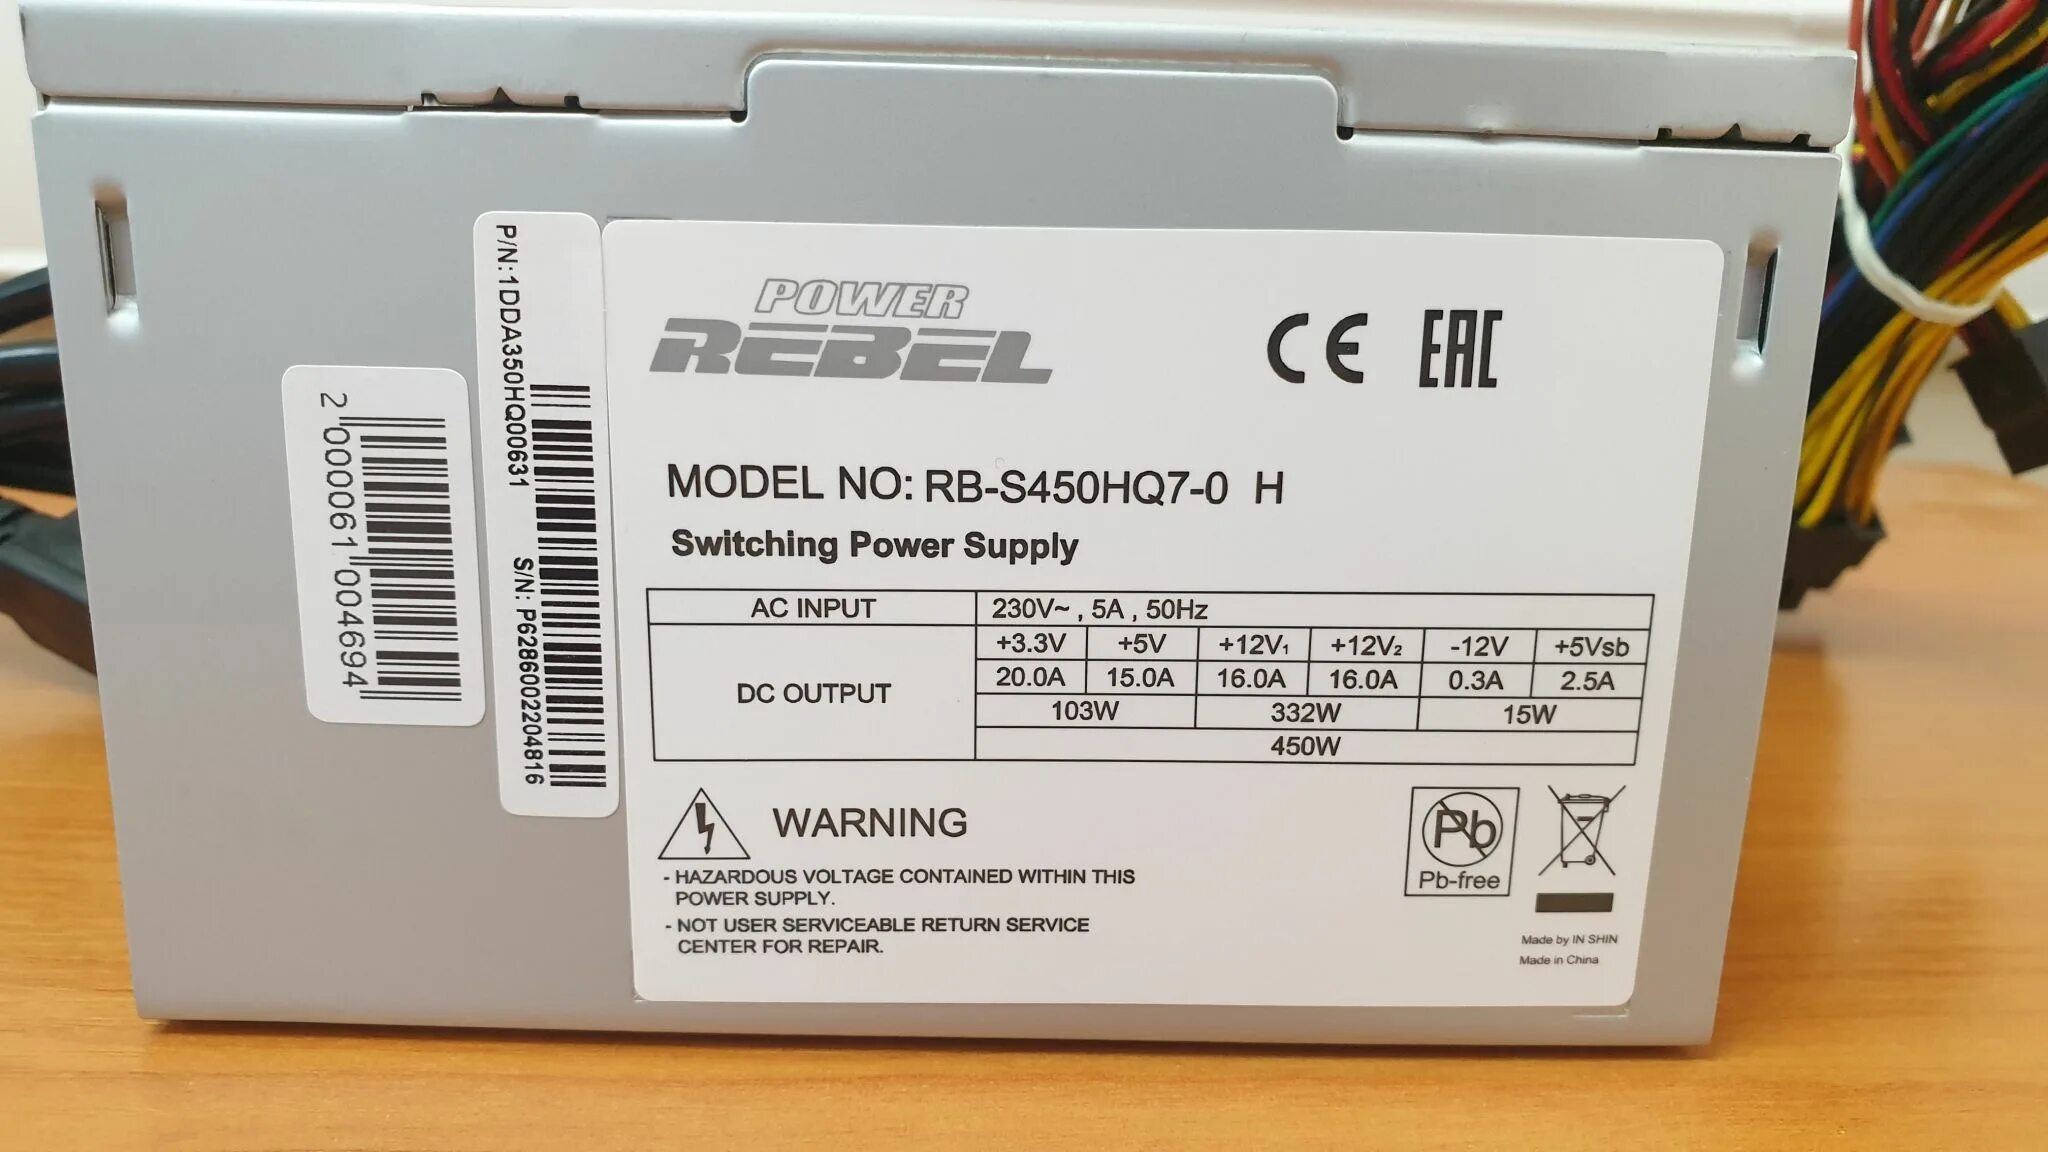 2 000061 004694
P/N:1DDA350HQ00631
S/N: P6286002204816
POWER
REBEL
CE EAC
MODEL NO: RB-S450HQ7-0 H
Switching Power Supply
AC INPUT 230V~ , 5A , 50Hz
DC OUTPUT
+3.3V +5V +12V₁ +12V₂ -12V +5Vsb
20.0A 15.0A 16.0A 16.0A 0.3A 2.5A
103W 332W 15W
450W
WARNING
- HAZARDOUS VOLTAGE CONTAINED WITHIN THIS
POWER SUPPLY.
- NOT USER SERVICEABLE RETURN SERVICE
CENTER FOR REPAIR.
Pb
Pb-free
Made by IN SHIN
Made in China